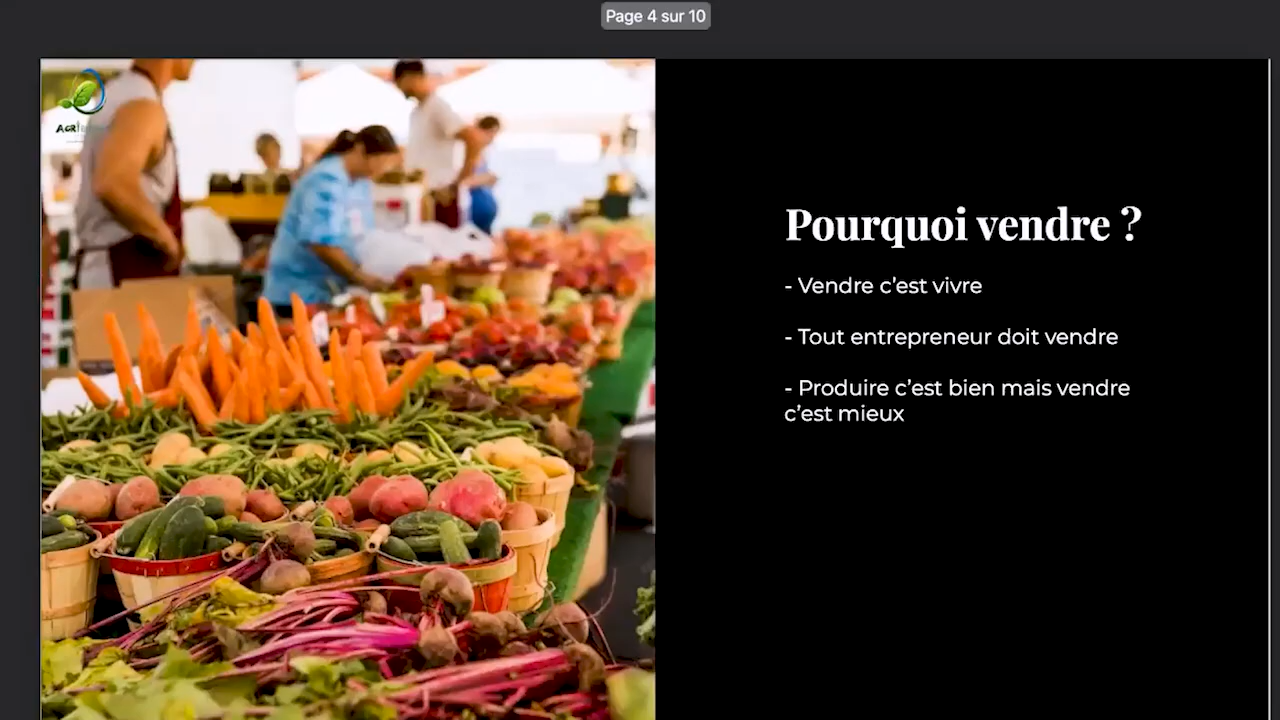 Page 4 sur 10
Pourquoi vendre ?
- Vendre c’est vivre
- Tout entrepreneur doit vendre
- Produire c’est bien mais vendre
c’est mieux